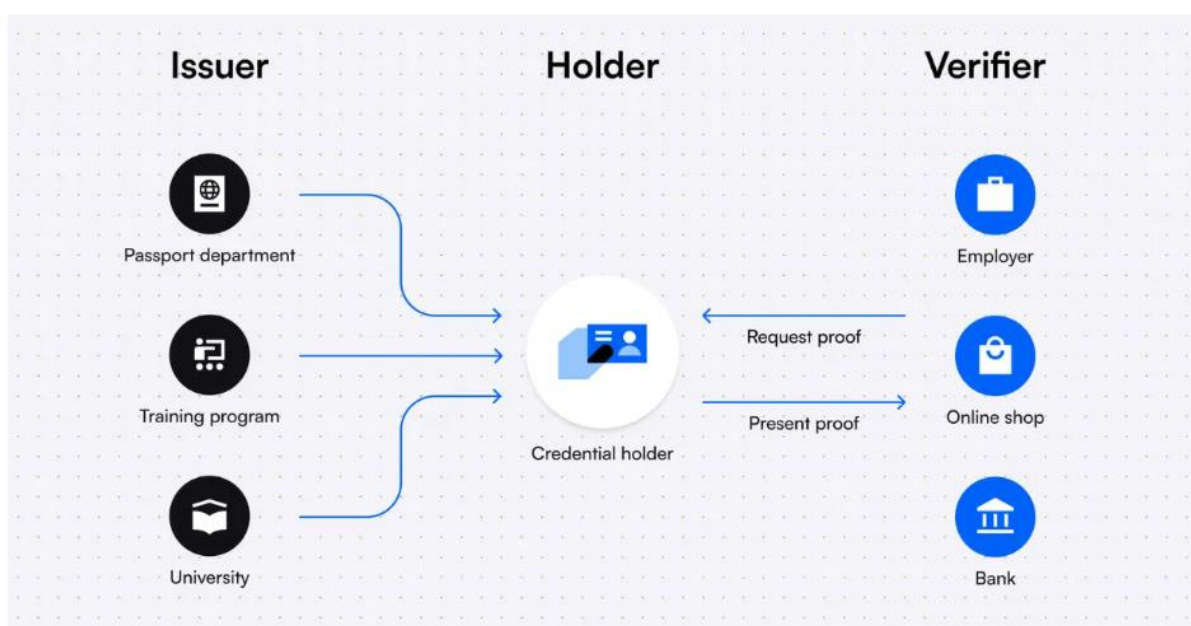 Issuer
Holder
Verifier
Passport department
Employer
Request proof
Training program
Present proof
Online shop
Credential holder
University
Bank